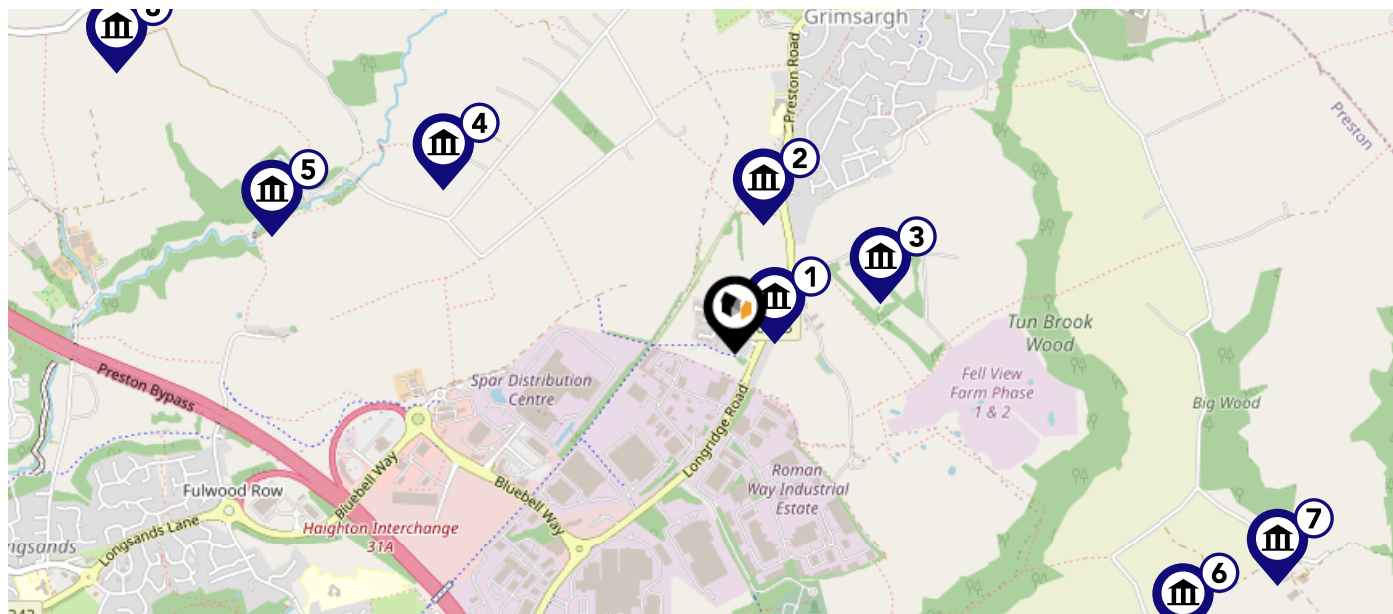 Grimsargh
Preston Road
4
2
5
Preston
3
1
Tun Brook
Wood
Preston Bypass
Spar Distribution
Centre
Fell View
Farm Phase
1 & 2
Big Wood
Longridge Road
Bluebell Way
Bluebell Way
Roman
Way Industrial
Estate
Fulwood Row
Haighton Interchange
31A
Longsands Lane
ngsands
7
6